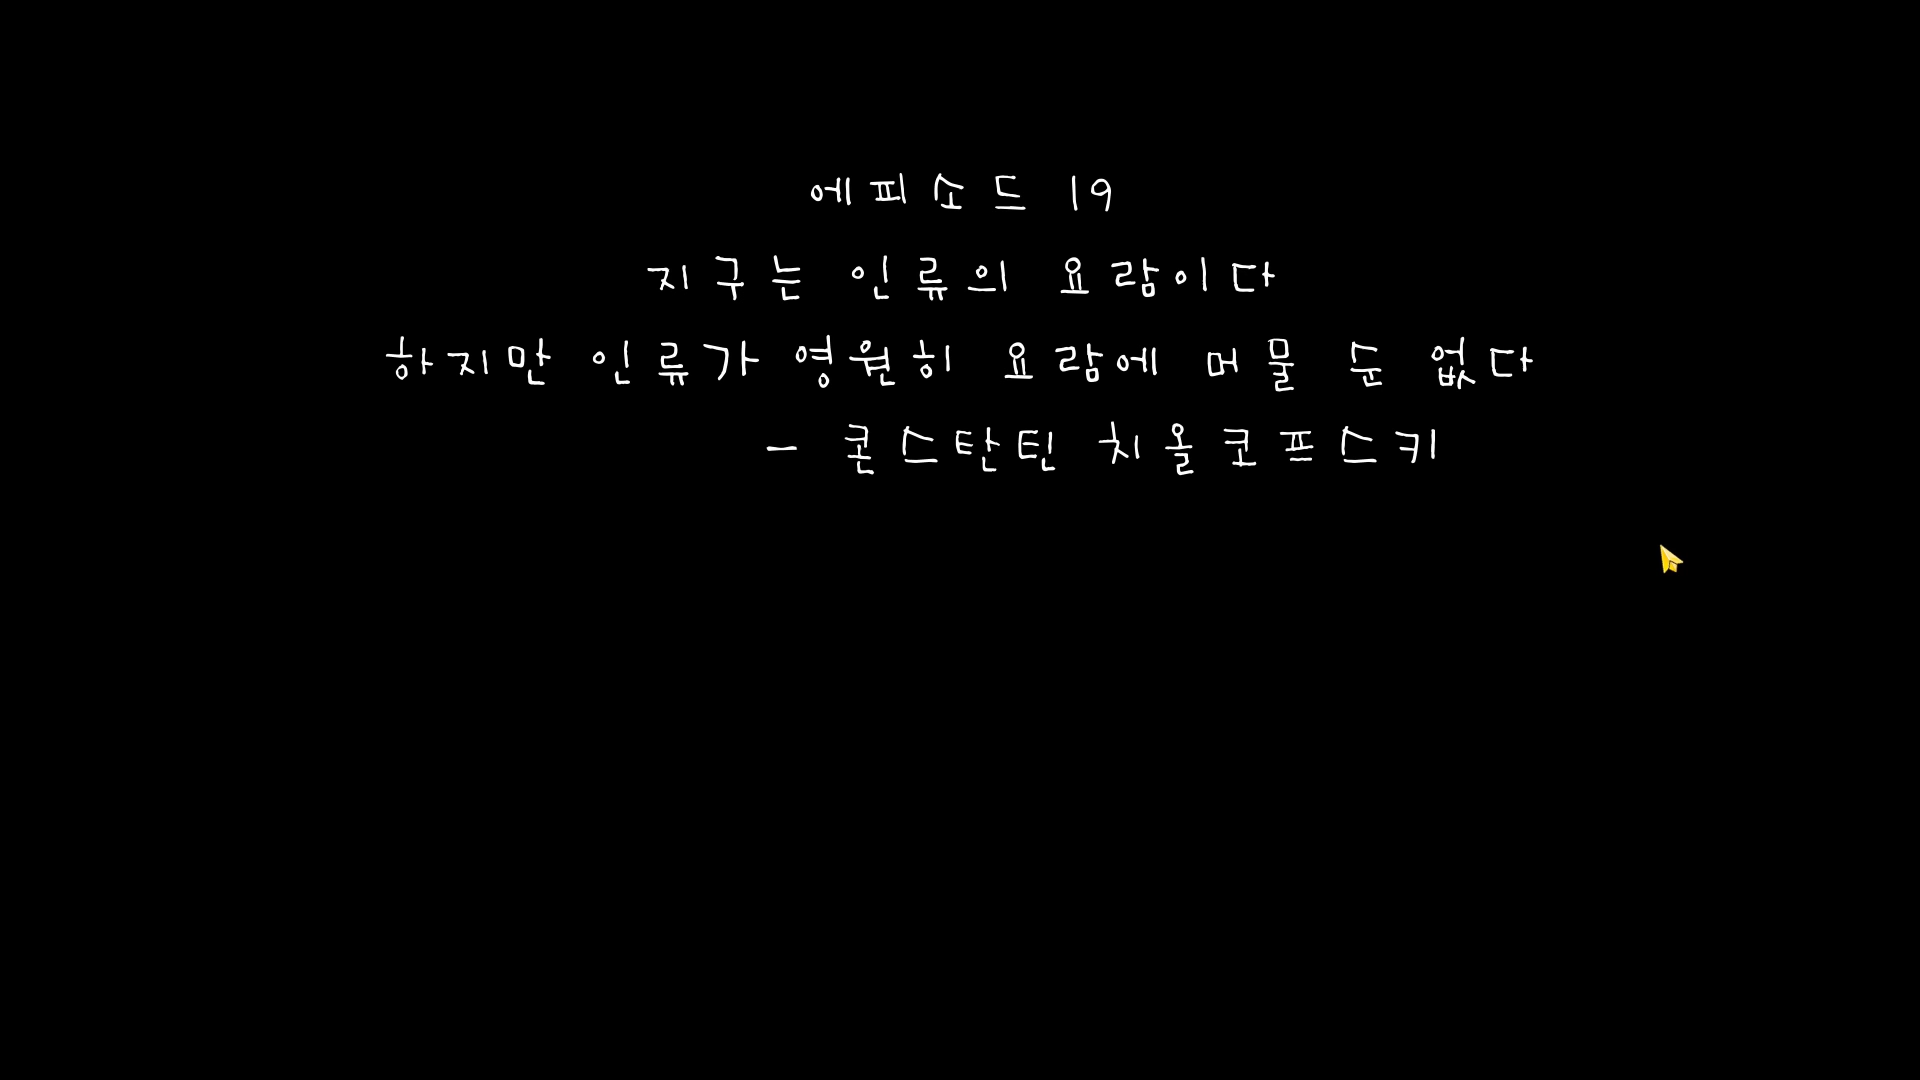 에피소드 19
지구는 인류의 요람이다
하지만 인류가 영원히 요람에 머물 순 없다
- 콘스탄틴 치올코프스키